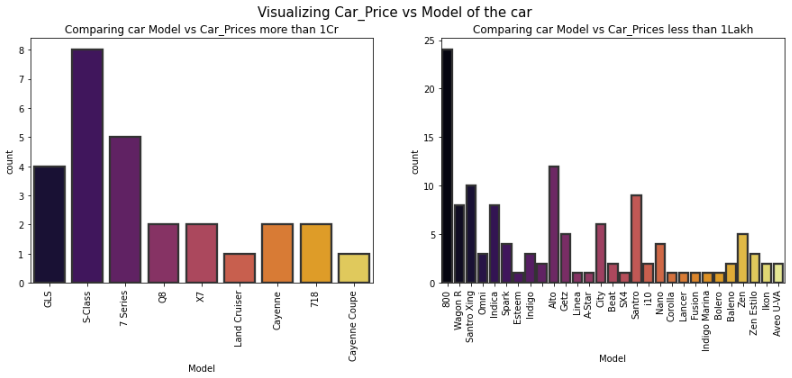 Visualizing Car_Price vs Model of the car
Comparing car Model vs Car_Prices more than 1Cr
count
8
7
6
5
4
3
2
1
0
GLS
S-Class
7 Series
Q8
X7
Land Cruiser
Cayenne
718
Cayenne Coupe
Model
Comparing car Model vs Car_Prices less than 1Lakh
count
25
20
15
10
5
0
800
Wagon R
Santro Xing
Omni
Indica
Spark
Esteem
Indigo
Alto
Getz
Linea
A-Star
City
Beat
SX4
Santro
i10
Nano
Corolla
Lancer
Fusion
Indigo Marina
Bolero
Baleno
Zen
Zen Estilo
Ikon
Aveo U-VA
Model